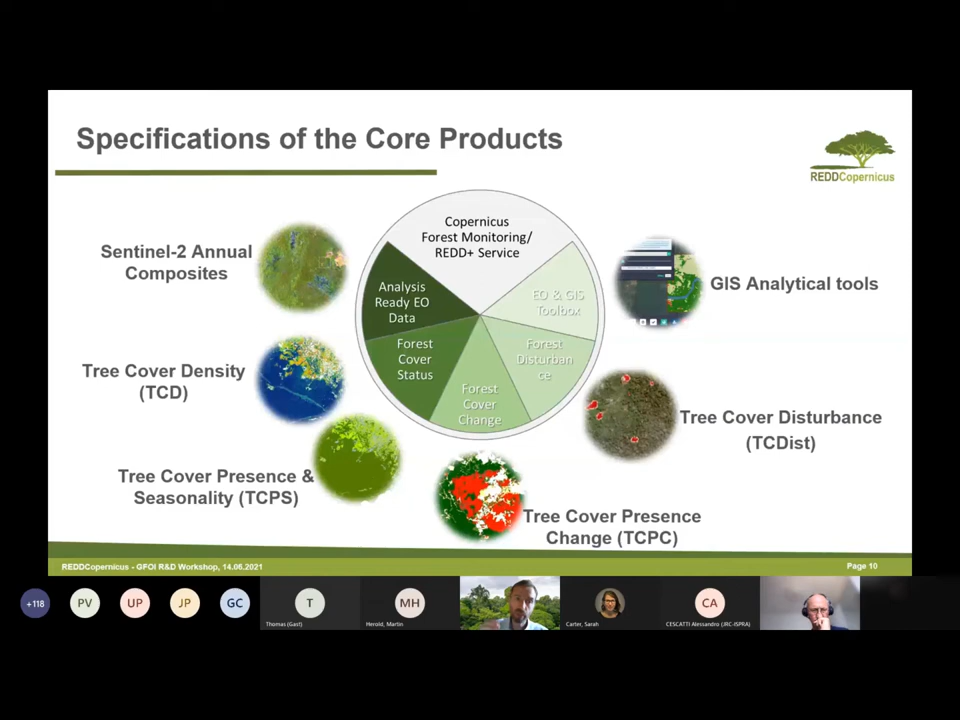 Specifications of the Core Products
REDDCopernicus
Copernicus
Forest Monitoring/
REDD+ Service
Sentinel-2 Annual
Composites
Analysis
Ready EO
Data
EO & GIS
Toolbox
GIS Analytical tools
Forest
Cover
Status
Forest
Disturban
ce
Tree Cover Density
(TCD)
Forest
Cover
Change
Tree Cover Disturbance
(TCDist)
Tree Cover Presence &
Seasonality (TCPS)
Tree Cover Presence
Change (TCPC)
REDDCopernicus - GFOI R&D Workshop, 14.06.2021
Page 10
+118
PV
UP
JP
GC
T
MH
CA
Thomas (Gast)
Herold, Martin
Carter, Sarah
CESCATTI Alessandro (JRC-ISPRA)